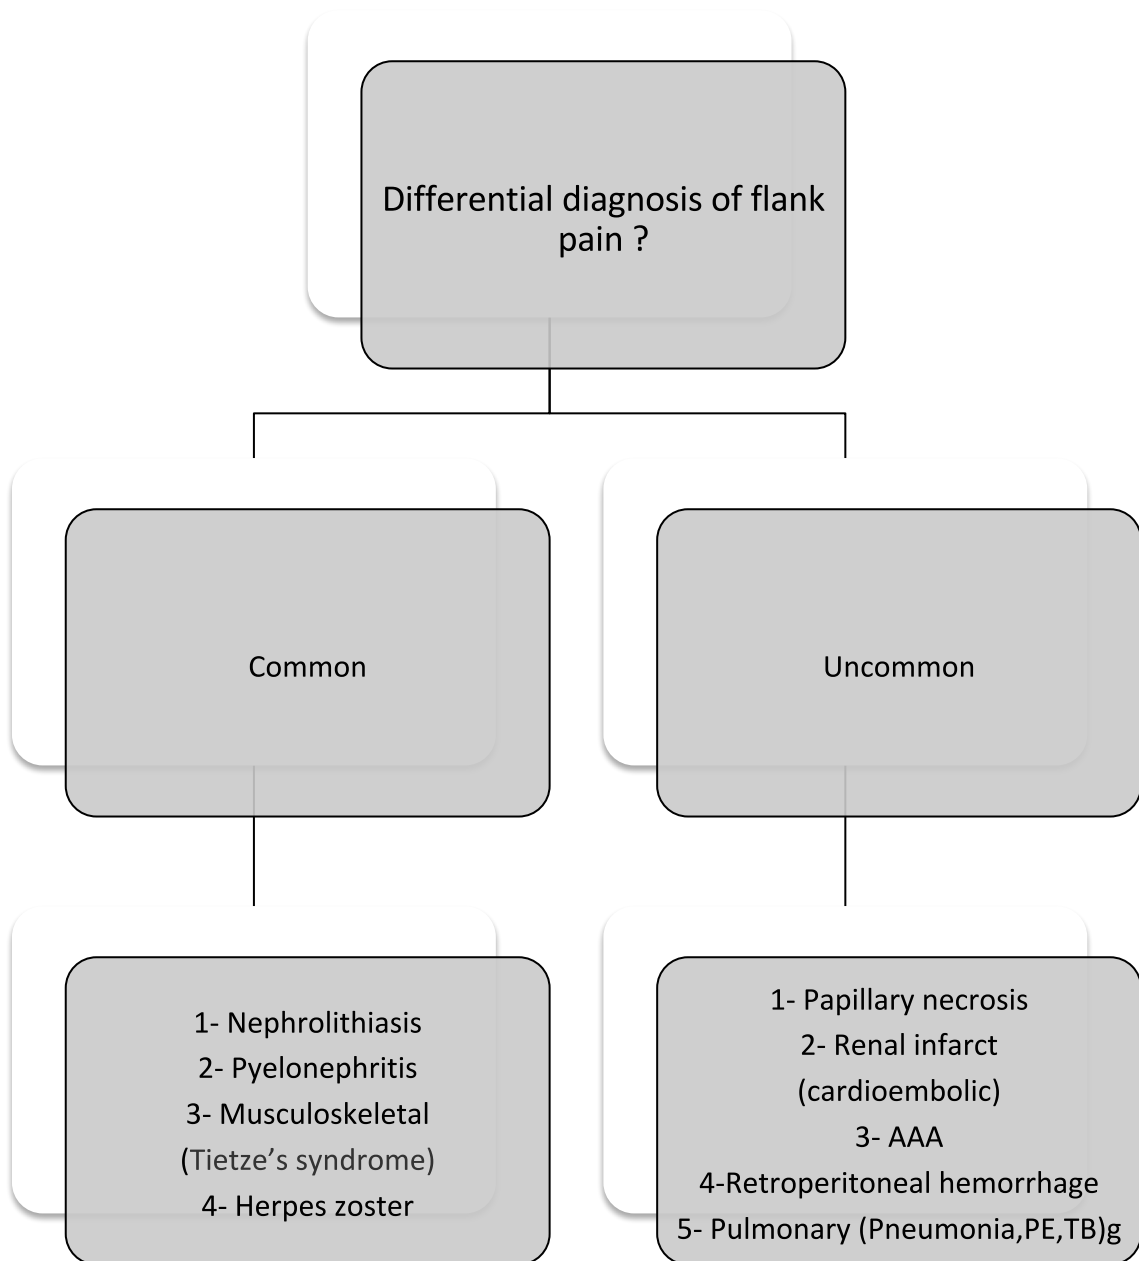 Differential diagnosis of flank
pain ?
Common
Uncommon
1- Nephrolithiasis
2- Pyelonephritis
3- Musculoskeletal
(Tietze’s syndrome)
4- Herpes zoster
1- Papillary necrosis
2- Renal infarct
(cardioembolic)
3- AAA
4-Retroperitoneal hemorrhage
5- Pulmonary (Pneumonia,PE,TB)g